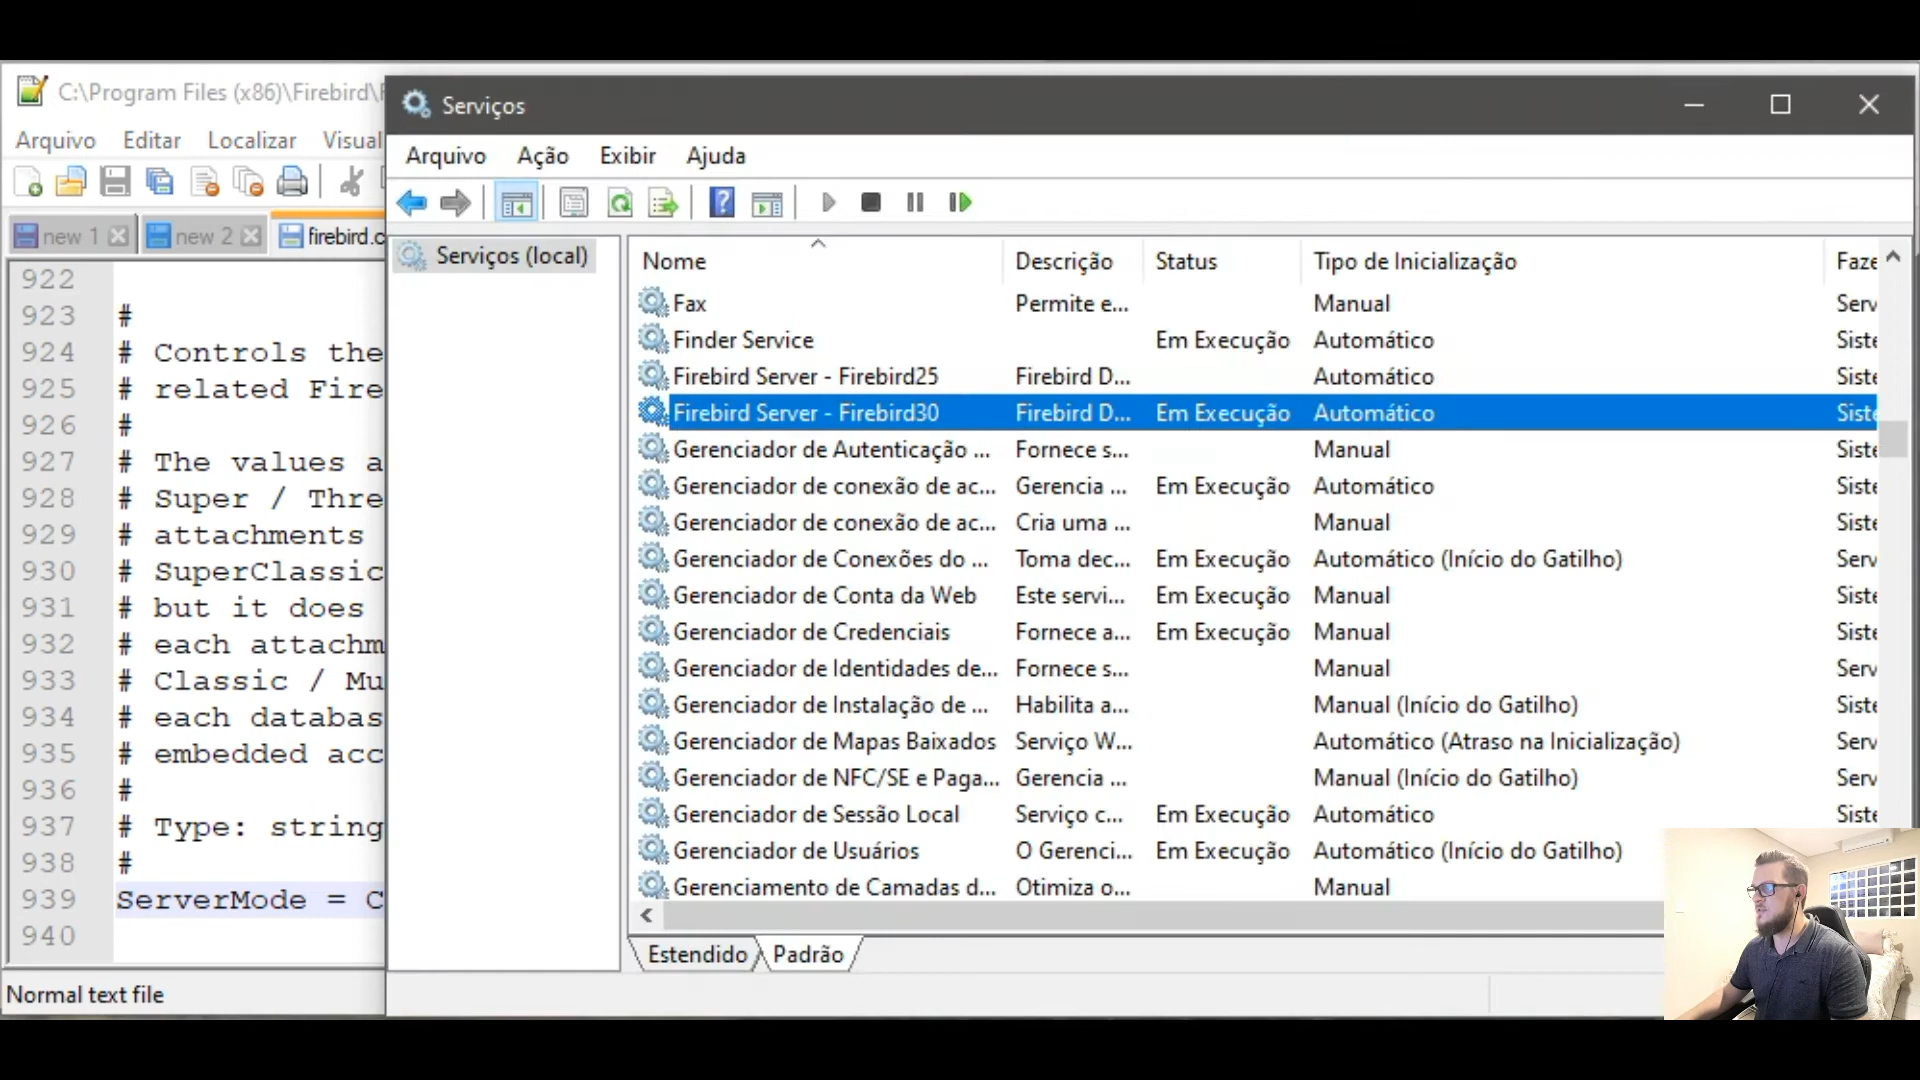 C:\Program Files (x86)\Firebird\F
Arquivo Editar Localizar Visual
new 1 new 2 firebird.c
922
923 #
924 # Controls the
925 # related Fire
926 #
927 # The values a
928 # Super / Thre
929 # attachments
930 # SuperClassic
931 # but it does
932 # each attachm
933 # Classic / Mu
934 # each databas
935 # embedded acc
936 #
937 # Type: string
938 #
939 ServerMode = C
940
Normal text file
Serviços
Arquivo Ação Exibir Ajuda
Serviços (local)
Nome Descrição Status Tipo de Inicialização Faze
Fax Permite e... Manual Serv
Finder Service Em Execução Automático Siste
Firebird Server - Firebird25 Firebird D... Automático Siste
Firebird Server - Firebird30 Firebird D... Em Execução Automático Siste
Gerenciador de Autenticação ... Fornece s... Manual Siste
Gerenciador de conexão de ac... Gerencia ... Em Execução Automático Siste
Gerenciador de conexão de ac... Cria uma ... Manual Siste
Gerenciador de Conexões do ... Toma dec... Em Execução Automático (Início do Gatilho) Serv
Gerenciador de Conta da Web Este servi... Em Execução Manual Siste
Gerenciador de Credenciais Fornece a... Em Execução Manual Siste
Gerenciador de Identidades de... Fornece s... Manual Serv
Gerenciador de Instalação de ... Habilita a... Manual (Início do Gatilho) Siste
Gerenciador de Mapas Baixados Serviço W... Automático (Atraso na Inicialização) Serv
Gerenciador de NFC/SE e Paga... Gerencia ... Manual (Início do Gatilho) Serv
Gerenciador de Sessão Local Serviço c... Em Execução Automático Siste
Gerenciador de Usuários O Gerenci... Em Execução Automático (Início do Gatilho)
Gerenciamento de Camadas d... Otimiza o... Manual
Estendido Padrão